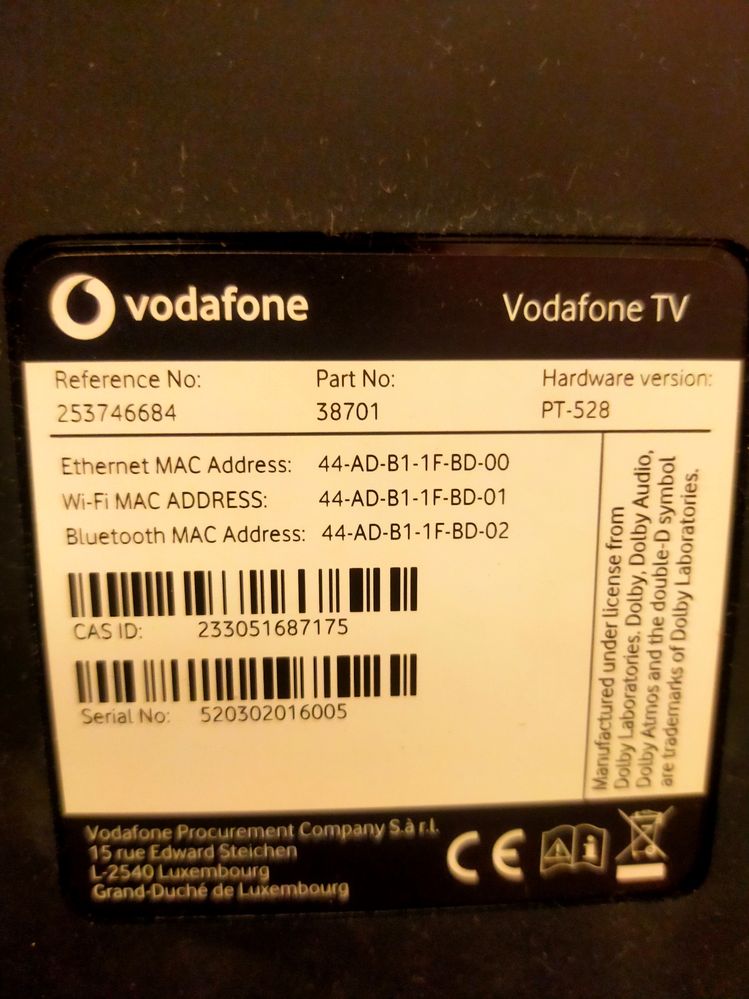 vodafone
Vodafone TV
Reference No: Part No: Hardware version:
253746684 38701 PT-528
Ethernet MAC Address: 44-AD-B1-1F-BD-00
Wi-Fi MAC ADDRESS: 44-AD-B1-1F-BD-01
Bluetooth MAC Address: 44-AD-B1-1F-BD-02
CAS ID: 233051687175
Serial No: 520302016005
Manufactured under license from
Dolby Laboratories. Dolby, Dolby Audio,
Dolby Atmos and the double-D symbol
are trademarks of Dolby Laboratories.
Vodafone Procurement Company S.à r.l.
15 rue Edward Steichen
L-2540 Luxembourg
Grand-Duché de Luxembourg
CE